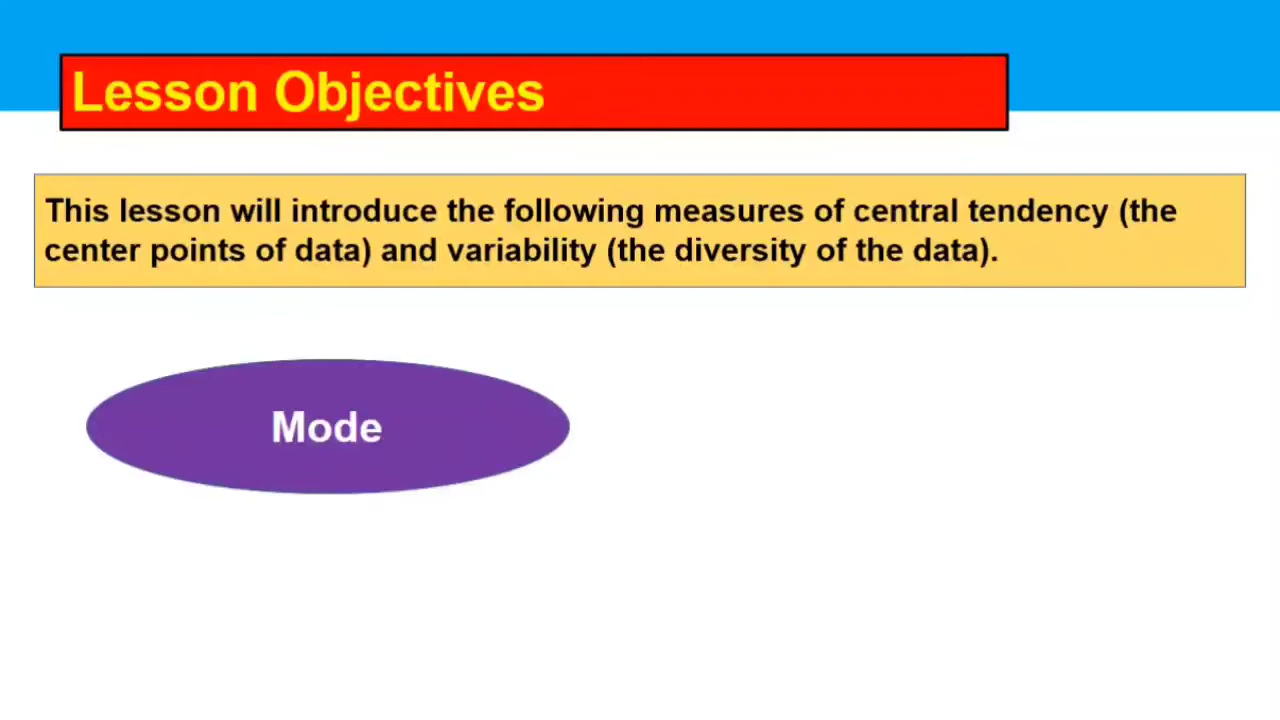 Lesson Objectives
This lesson will introduce the following measures of central tendency (the
center points of data) and variability (the diversity of the data).
Mode